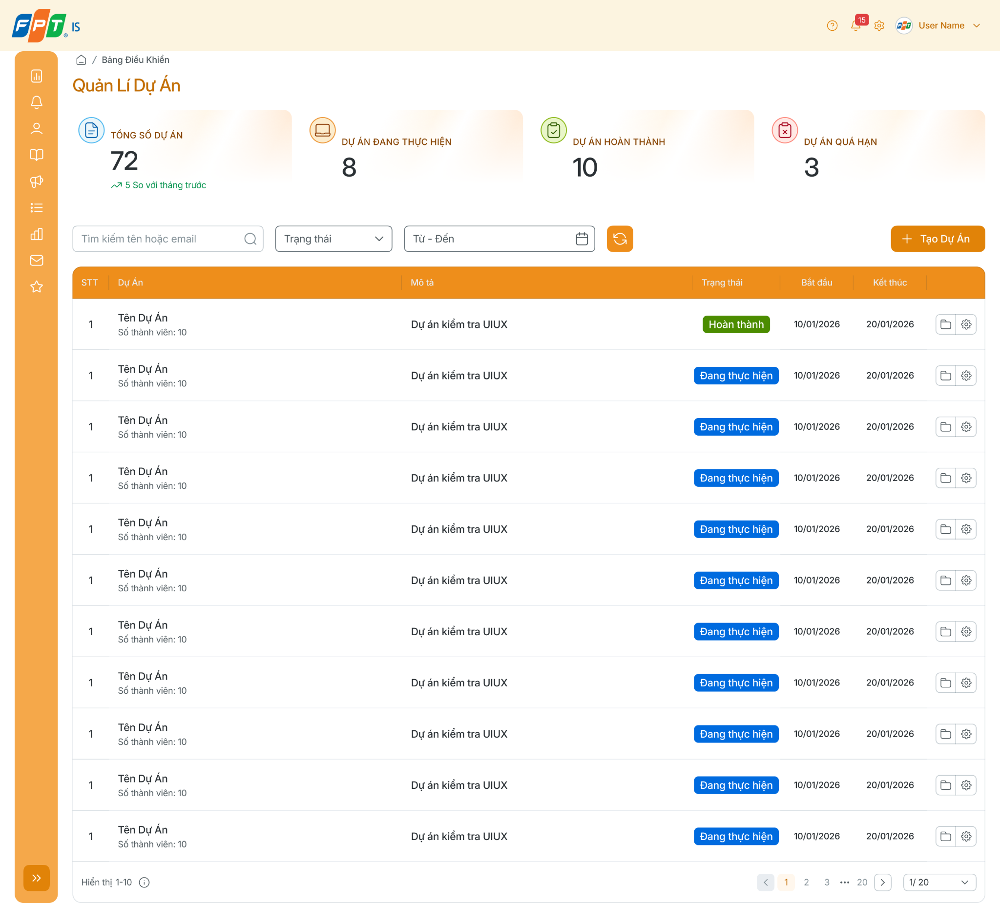 FPT® IS
15
FPT
User Name
/ Bảng Điều Khiển
Quản Lí Dự Án
TỔNG SỐ DỰ ÁN
72
5 So với tháng trước
DỰ ÁN ĐANG THỰC HIỆN
8
DỰ ÁN HOÀN THÀNH
10
DỰ ÁN QUÁ HẠN
3
Tìm kiếm tên hoặc email
Trạng thái
Từ - Đến
Tạo Dự Án
STT Dự Án Mô tả Trạng thái Bắt đầu Kết thúc
1 Tên Dự Án Dự án kiểm tra UIUX Hoàn thành 10/01/2026 20/01/2026
Số thành viên: 10
1 Tên Dự Án Dự án kiểm tra UIUX Đang thực hiện 10/01/2026 20/01/2026
Số thành viên: 10
1 Tên Dự Án Dự án kiểm tra UIUX Đang thực hiện 10/01/2026 20/01/2026
Số thành viên: 10
1 Tên Dự Án Dự án kiểm tra UIUX Đang thực hiện 10/01/2026 20/01/2026
Số thành viên: 10
1 Tên Dự Án Dự án kiểm tra UIUX Đang thực hiện 10/01/2026 20/01/2026
Số thành viên: 10
1 Tên Dự Án Dự án kiểm tra UIUX Đang thực hiện 10/01/2026 20/01/2026
Số thành viên: 10
1 Tên Dự Án Dự án kiểm tra UIUX Đang thực hiện 10/01/2026 20/01/2026
Số thành viên: 10
1 Tên Dự Án Dự án kiểm tra UIUX Đang thực hiện 10/01/2026 20/01/2026
Số thành viên: 10
1 Tên Dự Án Dự án kiểm tra UIUX Đang thực hiện 10/01/2026 20/01/2026
Số thành viên: 10
1 Tên Dự Án Dự án kiểm tra UIUX Đang thực hiện 10/01/2026 20/01/2026
Số thành viên: 10
1 Tên Dự Án Dự án kiểm tra UIUX Đang thực hiện 10/01/2026 20/01/2026
Số thành viên: 10
Hiển thị 1-10
1 2 3 ••• 20
1/ 20